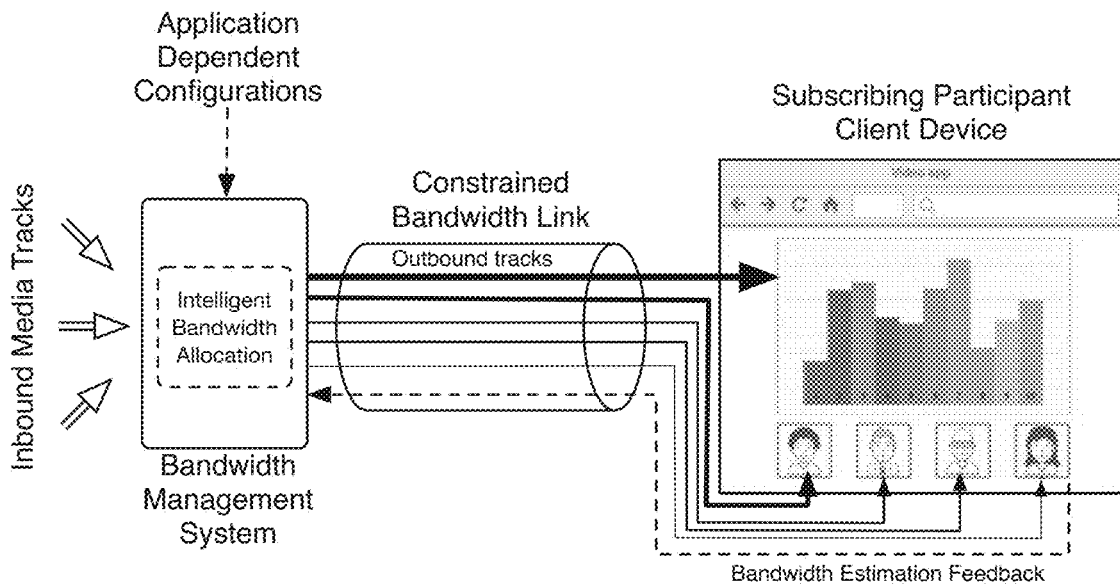 Application
Dependent
Configurations
Subscribing Participant
Client Device
Inbound Media Tracks
Constrained
Bandwidth Link
Outbound tracks
Intelligent
Bandwidth
Allocation
Bandwidth
Management
System
Bandwidth Estimation Feedback